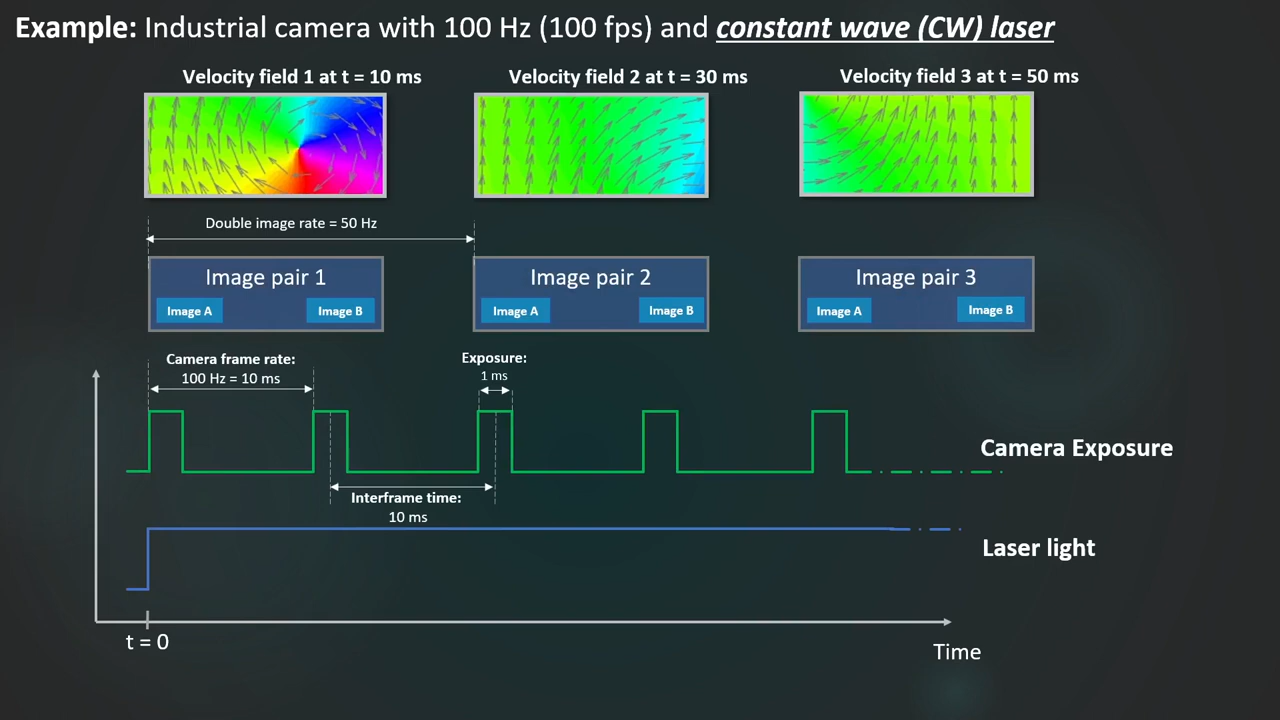 Example: Industrial camera with 100 Hz (100 fps) and constant wave (CW) laser
Velocity field 1 at t = 10 ms
Velocity field 2 at t = 30 ms
Velocity field 3 at t = 50 ms
Double image rate = 50 Hz
Image pair 1
Image A
Image B
Image pair 2
Image A
Image B
Image pair 3
Image A
Image B
Camera frame rate:
100 Hz = 10 ms
Exposure:
1 ms
Camera Exposure
Interframe time:
10 ms
Laser light
t = 0
Time